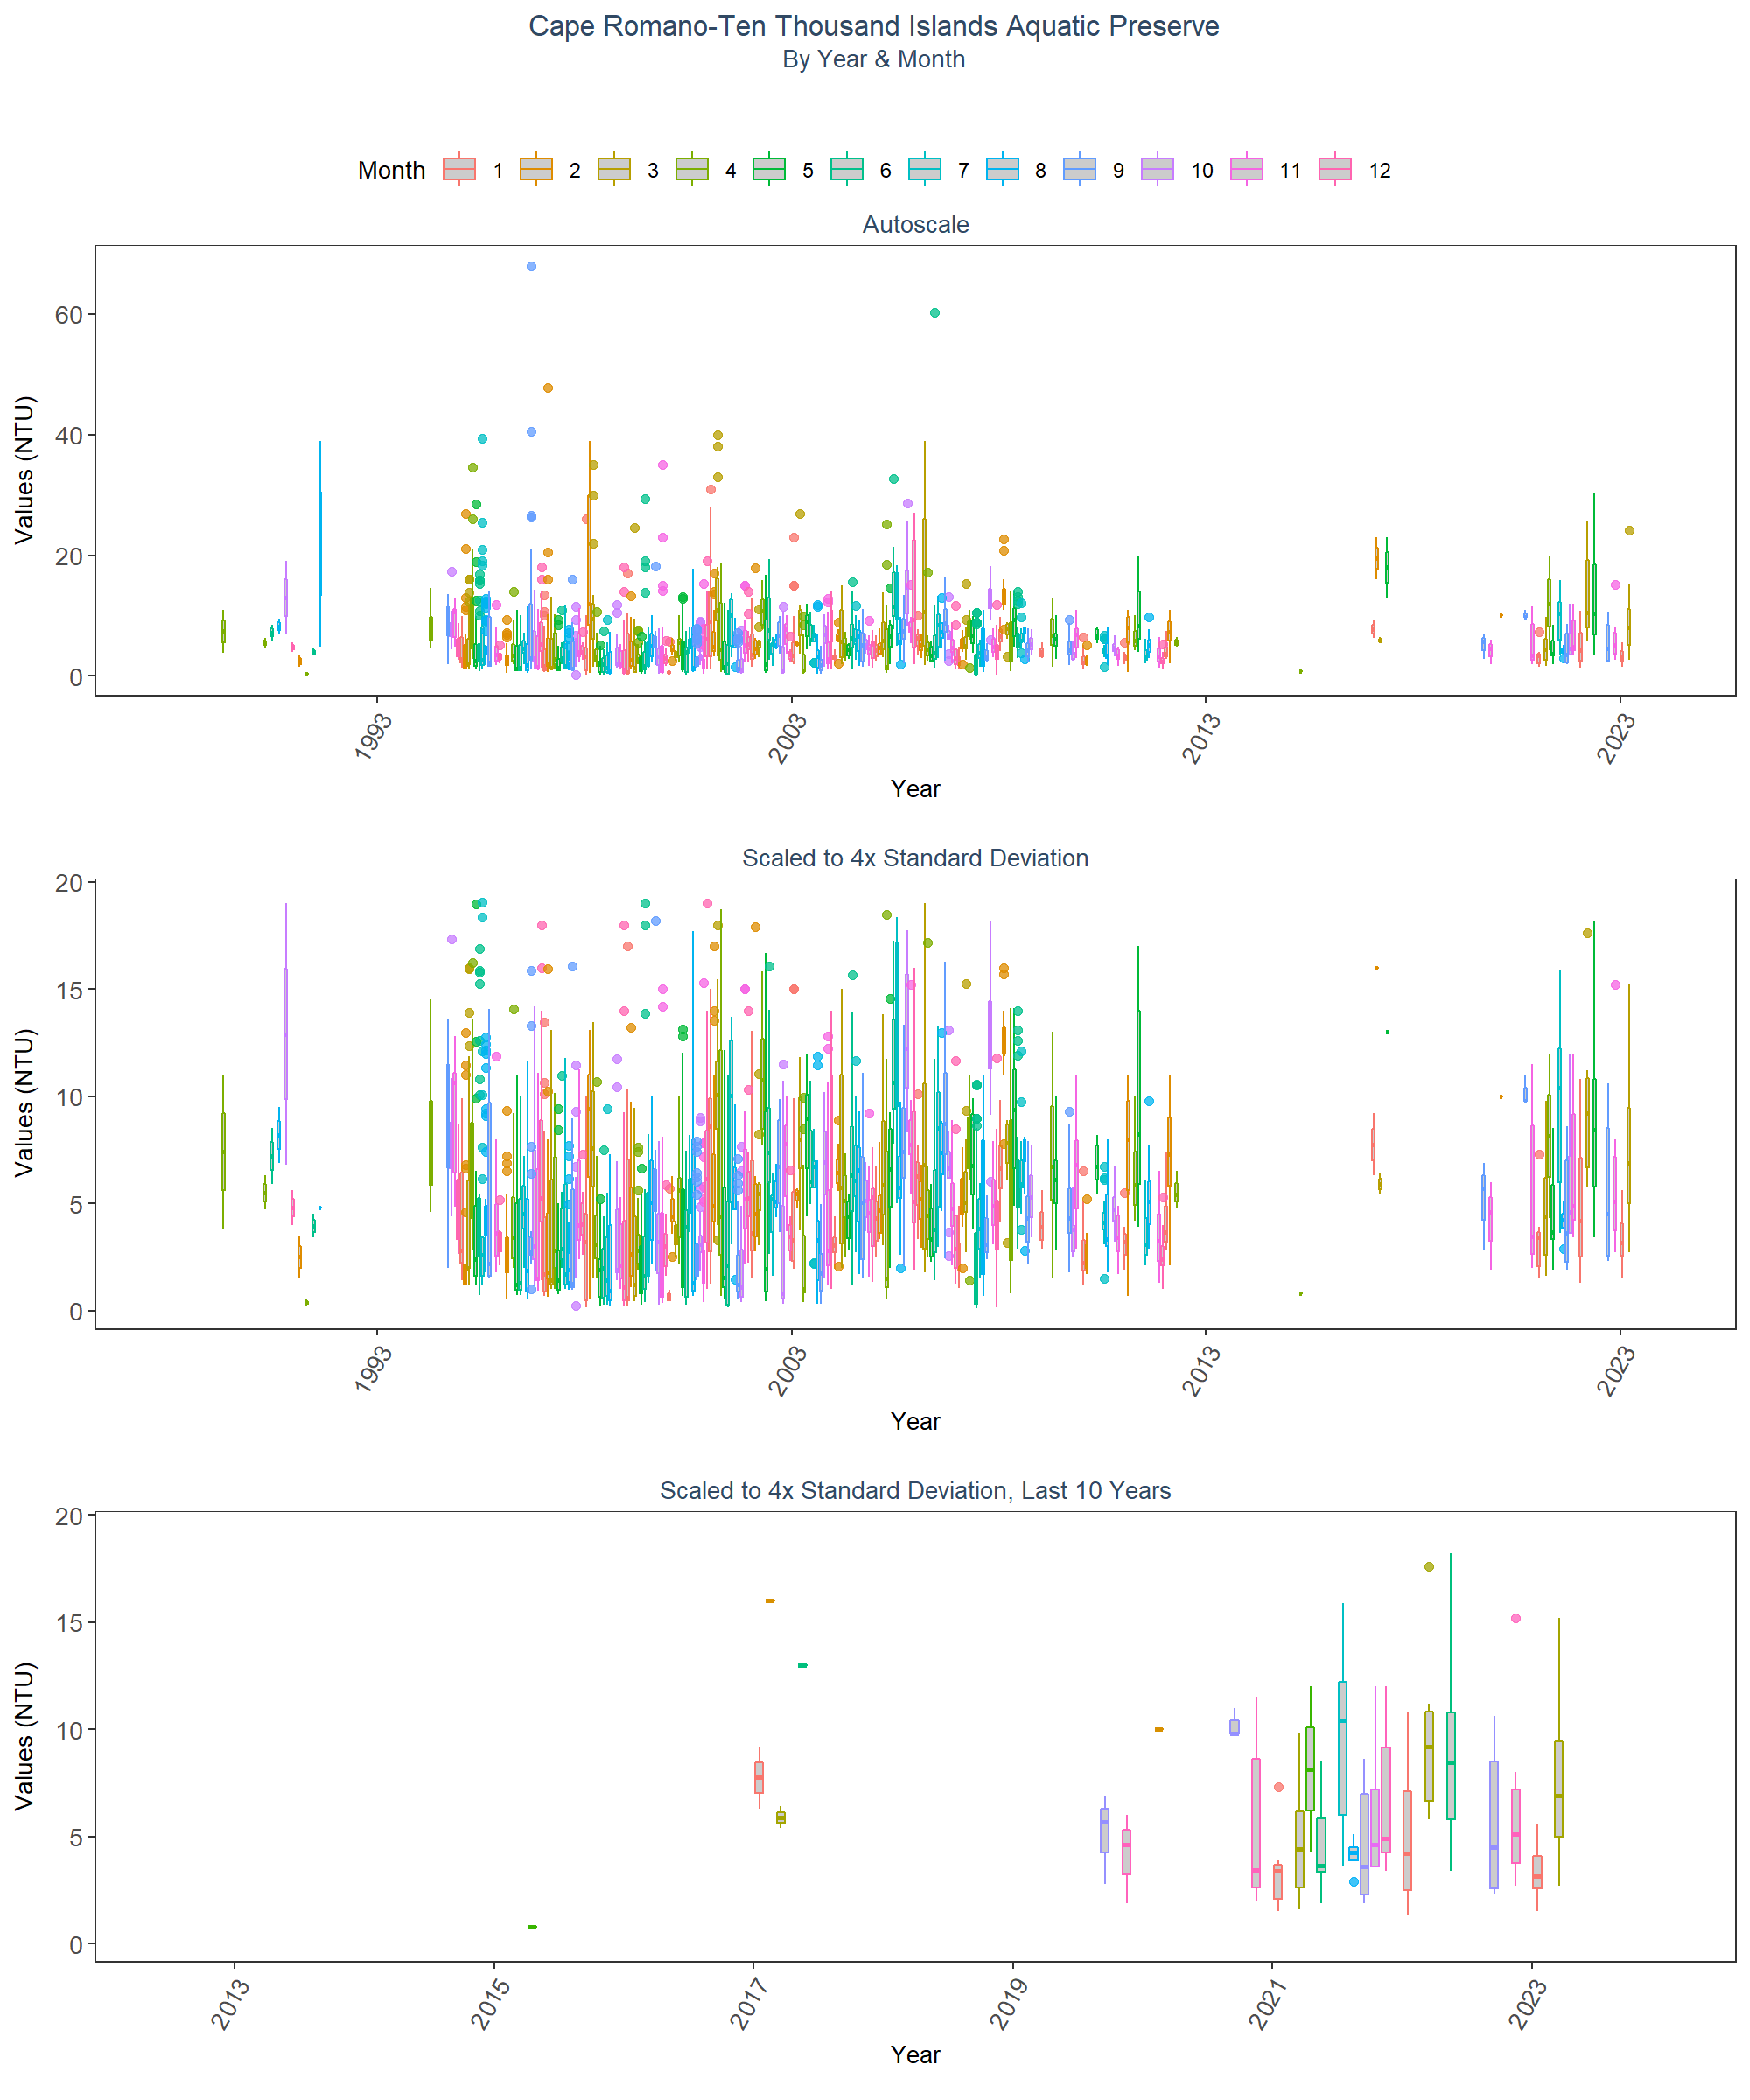 Cape Romano-Ten Thousand Islands Aquatic Preserve
By Year & Month
Month 1 2 3 4 5 6 7 8 9 10 11 12
Autoscale
Values (NTU)
60
40
20
0
1993 2003 2013 2023
Year
Scaled to 4x Standard Deviation
Values (NTU)
20
15
10
5
0
1993 2003 2013 2023
Year
Scaled to 4x Standard Deviation, Last 10 Years
Values (NTU)
20
15
10
5
0
2013 2015 2017 2019 2021 2023
Year